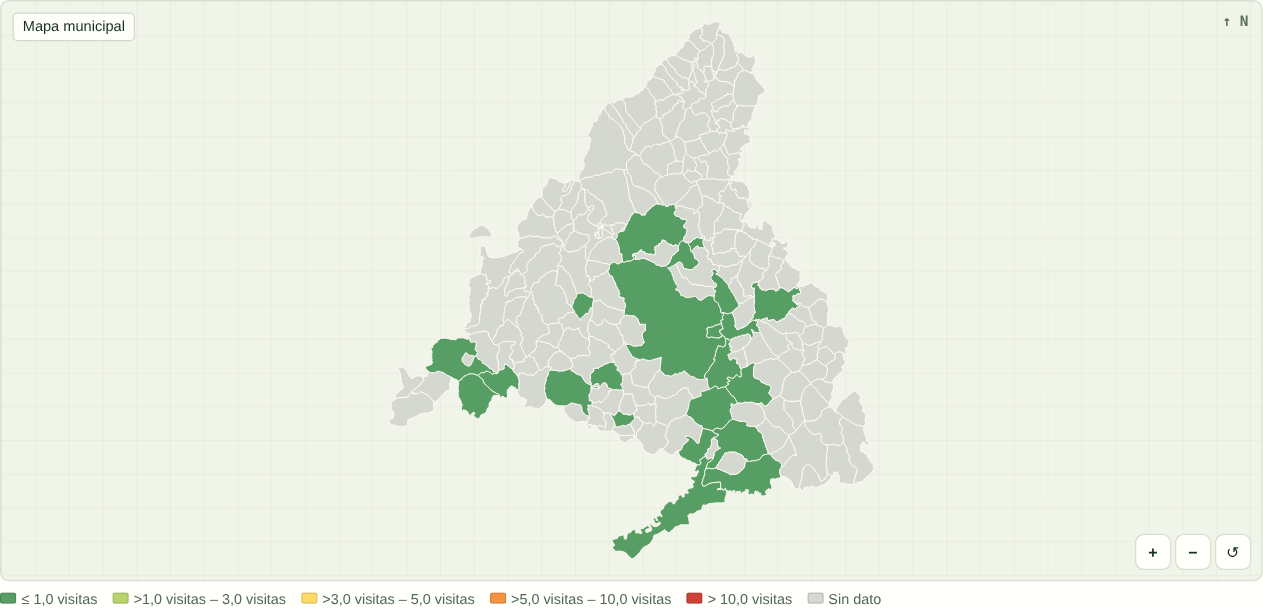 Mapa municipal
↑ N
+ − ↺
≤ 1,0 visitas >1,0 visitas – 3,0 visitas >3,0 visitas – 5,0 visitas >5,0 visitas – 10,0 visitas > 10,0 visitas Sin dato